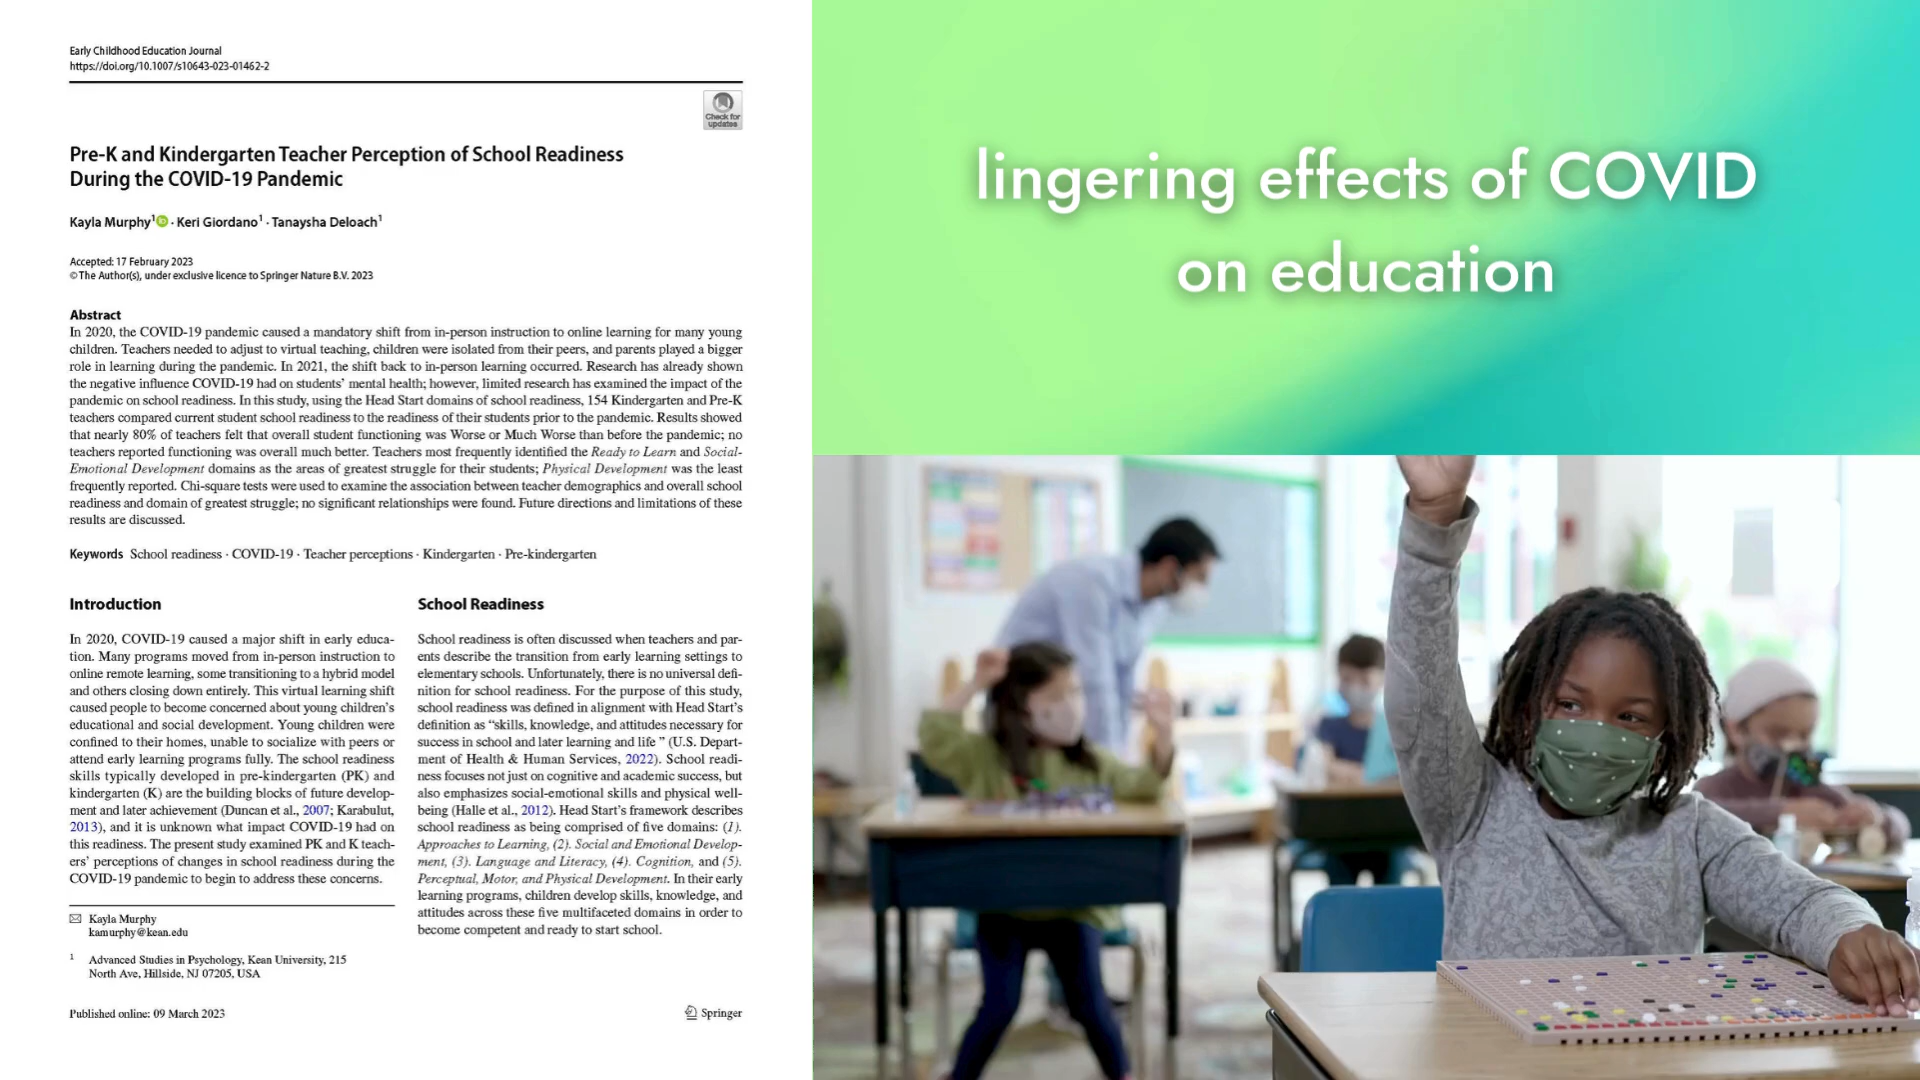 Early Childhood Education Journal
https://doi.org/10.1007/s10643-023-01462-2
Check for
updates
Pre-K and Kindergarten Teacher Perception of School Readiness
During the COVID-19 Pandemic
Kayla Murphy¹ · Keri Giordano¹ · Tanaysha Deloach¹
Accepted: 17 February 2023
© The Author(s), under exclusive licence to Springer Nature B.V. 2023
Abstract
In 2020, the COVID-19 pandemic caused a mandatory shift from in-person instruction to online learning for many young
children. Teachers needed to adjust to virtual teaching, children were isolated from their peers, and parents played a bigger
role in learning during the pandemic. In 2021, the shift back to in-person learning occurred. Research has already shown
the negative influence COVID-19 had on students' mental health; however, limited research has examined the impact of the
pandemic on school readiness. In this study, using the Head Start domains of school readiness, 154 Kindergarten and Pre-K
teachers compared current student school readiness to the readiness of their students prior to the pandemic. Results showed
that nearly 80% of teachers felt that overall student functioning was Worse or Much Worse than before the pandemic; no
teachers reported functioning was overall much better. Teachers most frequently identified the Ready to Learn and Social-
Emotional Development domains as the areas of greatest struggle for their students; Physical Development was the least
frequently reported. Chi-square tests were used to examine the association between teacher demographics and overall school
readiness and domain of greatest struggle; no significant relationships were found. Future directions and limitations of these
results are discussed.
Keywords School readiness · COVID-19 · Teacher perceptions · Kindergarten · Pre-kindergarten
Introduction
In 2020, COVID-19 caused a major shift in early educa-
tion. Many programs moved from in-person instruction to
online remote learning, some transitioning to a hybrid model
and others closing down entirely. This virtual learning shift
caused people to become concerned about young children's
educational and social development. Young children were
confined to their homes, unable to socialize with peers or
attend early learning programs fully. The school readiness
skills typically developed in pre-kindergarten (PK) and
kindergarten (K) are the building blocks of future develop-
ment and later achievement (Duncan et al., 2007; Karabulut,
2013), and it is unknown what impact COVID-19 had on
this readiness. The present study examined PK and K teach-
ers' perceptions of changes in school readiness during the
COVID-19 pandemic to begin to address these concerns.
Kayla Murphy
kamurphy@kean.edu
1 Advanced Studies in Psychology, Kean University, 215
North Ave, Hillside, NJ 07205, USA
School Readiness
School readiness is often discussed when teachers and par-
ents describe the transition from early learning settings to
elementary schools. Unfortunately, there is no universal defi-
nition for school readiness. For the purpose of this study,
school readiness was defined in alignment with Head Start's
definition as "skills, knowledge, and attitudes necessary for
success in school and later learning and life " (U.S. Depart-
ment of Health & Human Services, 2022). School readi-
ness focuses not just on cognitive and academic success, but
also emphasizes social-emotional skills and physical well-
being (Halle et al., 2012). Head Start's framework describes
school readiness as being comprised of five domains: (1).
Approaches to Learning, (2). Social and Emotional Develop-
ment, (3). Language and Literacy, (4). Cognition, and (5).
Perceptual, Motor, and Physical Development. In their early
learning programs, children develop skills, knowledge, and
attitudes across these five multifaceted domains in order to
become competent and ready to start school.
Published online: 09 March 2023
Springer
lingering effects of COVID
on education